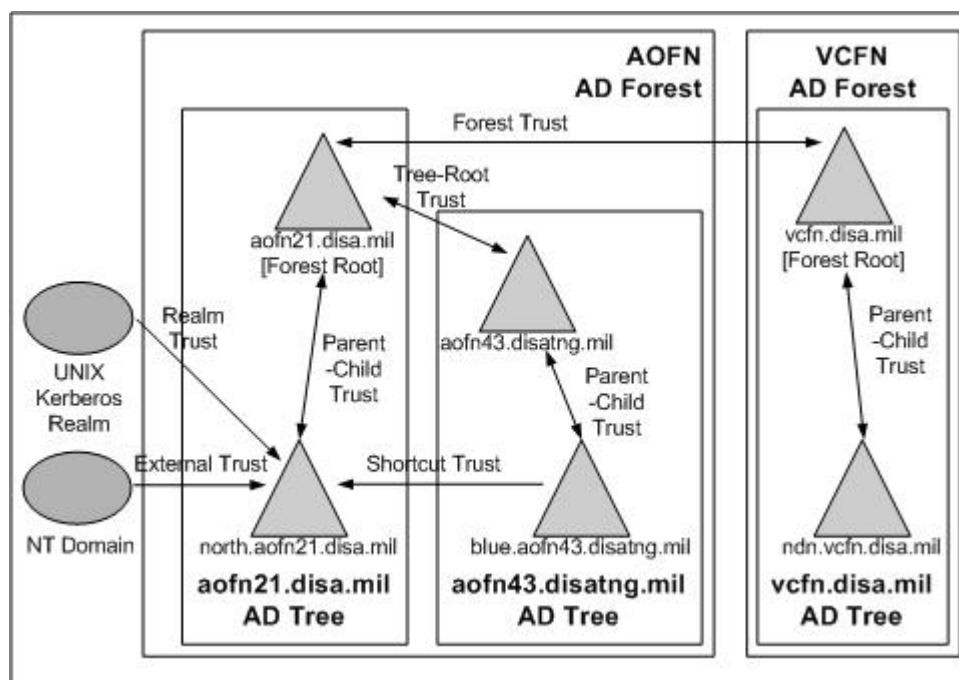 AOFN
AD Forest
VCFN
AD Forest
Forest Trust
Tree-Root
Trust
aofn21.disa.mil
[Forest Root]
vcfn.disa.mil
[Forest Root]
Realm
Trust
UNIX
Kerberos
Realm
Parent
-Child
Trust
aofn43.disatng.mil
Parent
-Child
Trust
Parent
-Child
Trust
External Trust
Shortcut Trust
NT Domain
north.aofn21.disa.mil
blue.aofn43.disatng.mil
ndn.vcfn.disa.mil
aofn21.disa.mil
AD Tree
aofn43.disatng.mil
AD Tree
vcfn.disa.mil
AD Tree